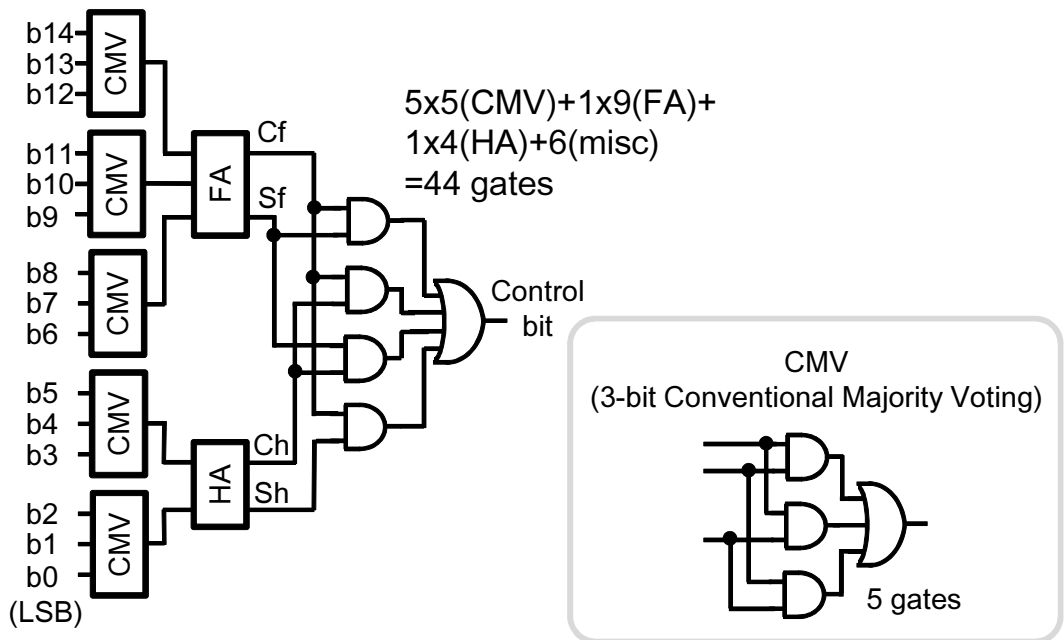 b14
b13
b12
CMV
b11
b10
b9
CMV
b8
b7
b6
CMV
b5
b4
b3
CMV
b2
b1
b0
(LSB)
CMV
FA
Cf
Sf
HA
Ch
Sh
5x5(CMV)+1x9(FA)+
1x4(HA)+6(misc)
=44 gates
Control
bit
CMV
(3-bit Conventional Majority Voting)
5 gates